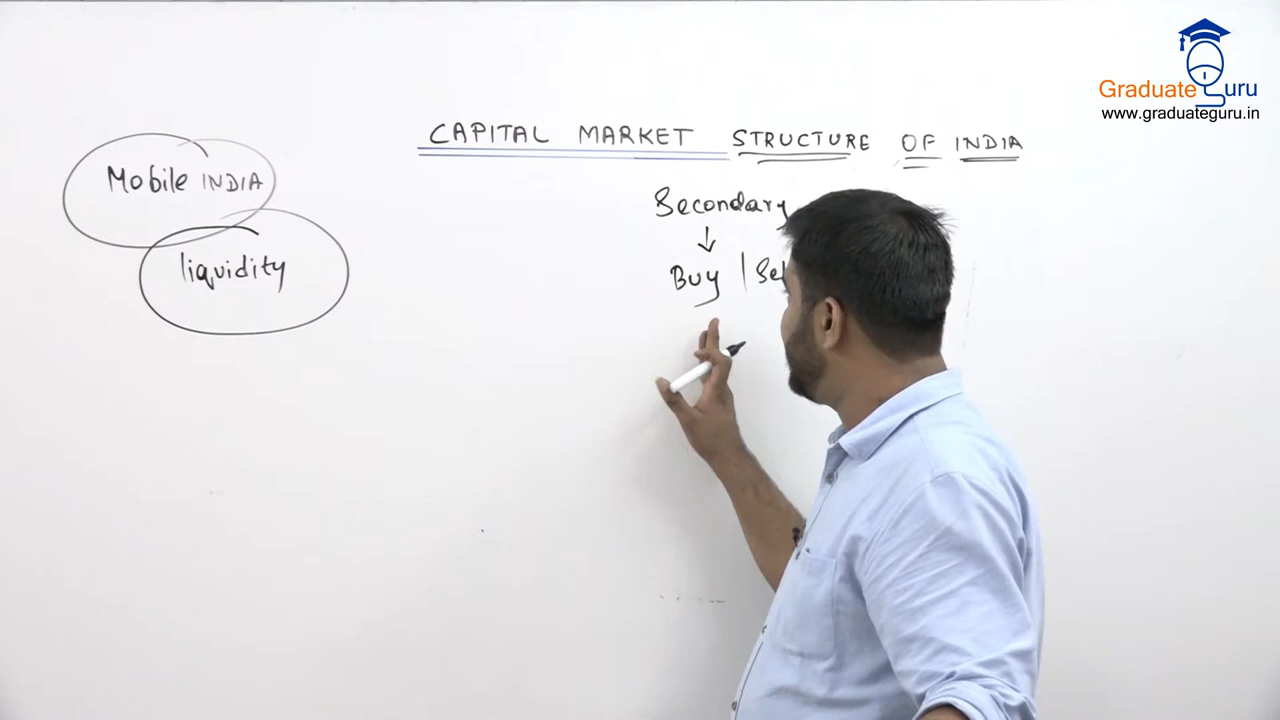 Graduate Guru
www.graduateguru.in
CAPITAL MARKET STRUCTURE OF INDIA
Mobile INDIA
liquidity
Secondary
Buy |